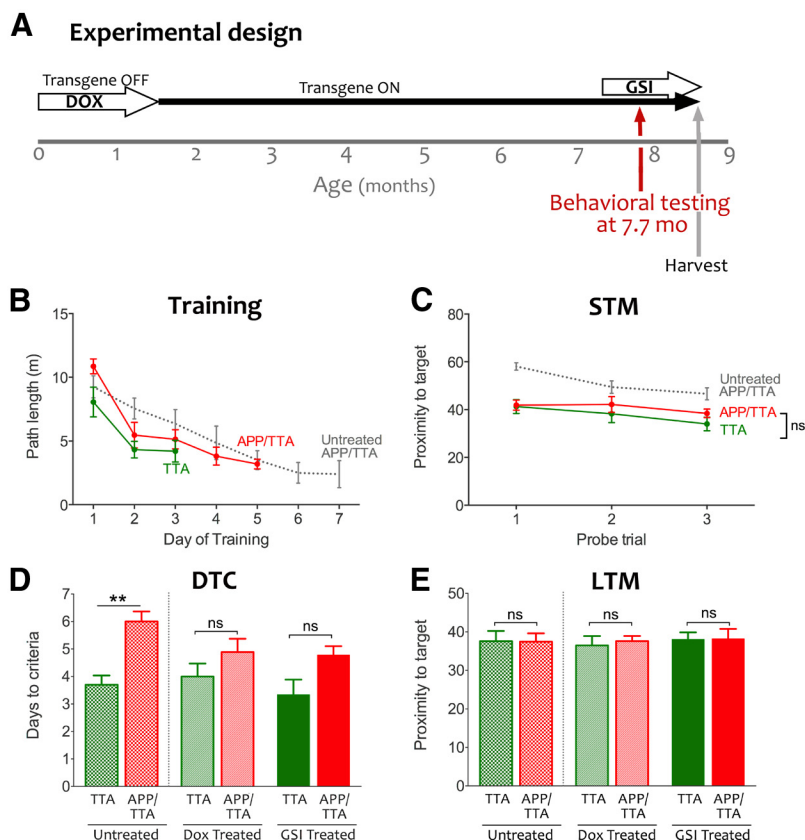 A
Experimental design
Transgene OFF
DOX
Transgene ON
GSI
0 1 2 3 4 5 6 7 8 9
Age (months)
Behavioral testing
at 7.7 mo
Harvest
B
Training
Path length (m)
15
10
5
0
APP/TTA
Untreated
APP/TTA
TTA
1 2 3 4 5 6 7
Day of Training
C
STM
Proximity to target
80
60
40
20
0
Untreated
APP/TTA
APP/TTA
TTA
ns
1 2 3
Probe trial
D
DTC
Days to criteria
7
6
5
4
3
2
1
0
**
ns
ns
TTA APP/ TTA APP/ TTA APP/
TTA TTA TTA
Untreated Dox Treated GSI Treated
E
LTM
Proximity to target
50
40
30
20
10
0
ns
ns
ns
TTA APP/ TTA APP/ TTA APP/
TTA TTA TTA
Untreated Dox Treated GSI Treated